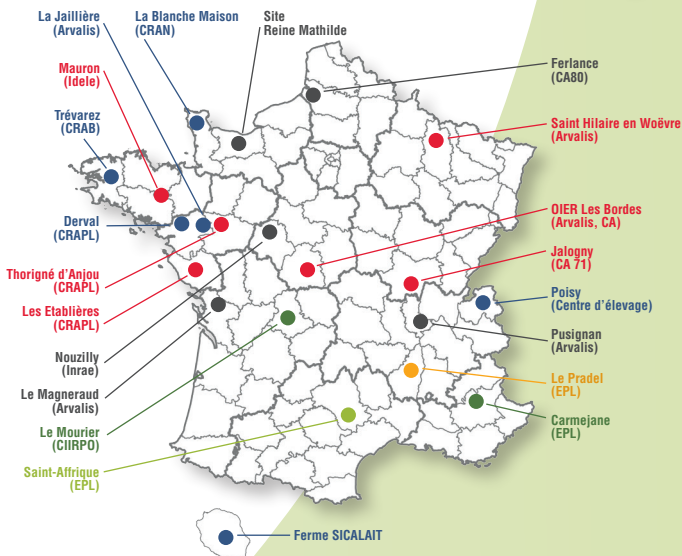 La Jaillière
(Arvalis)
La Blanche Maison
(CRAN)
Site
Reine Mathilde
Mauron
(Idele)
Trévarez
(CRAB)
Derval
(CRAPL)
Thorigné d'Anjou
(CRAPL)
Les Etablières
(CRAPL)
Nouzilly
(Inrae)
Le Magneraud
(Arvalis)
Le Mourier
(CIIRPO)
Saint-Affrique
(EPL)
Ferlance
(CA80)
Saint Hilaire en Woëvre
(Arvalis)
OIER Les Bordes
(Arvalis, CA)
Jalogny
(CA 71)
Poisy
(Centre d'élevage)
Pusignan
(Arvalis)
Le Pradel
(EPL)
Carmejane
(EPL)
Ferme SICALAIT